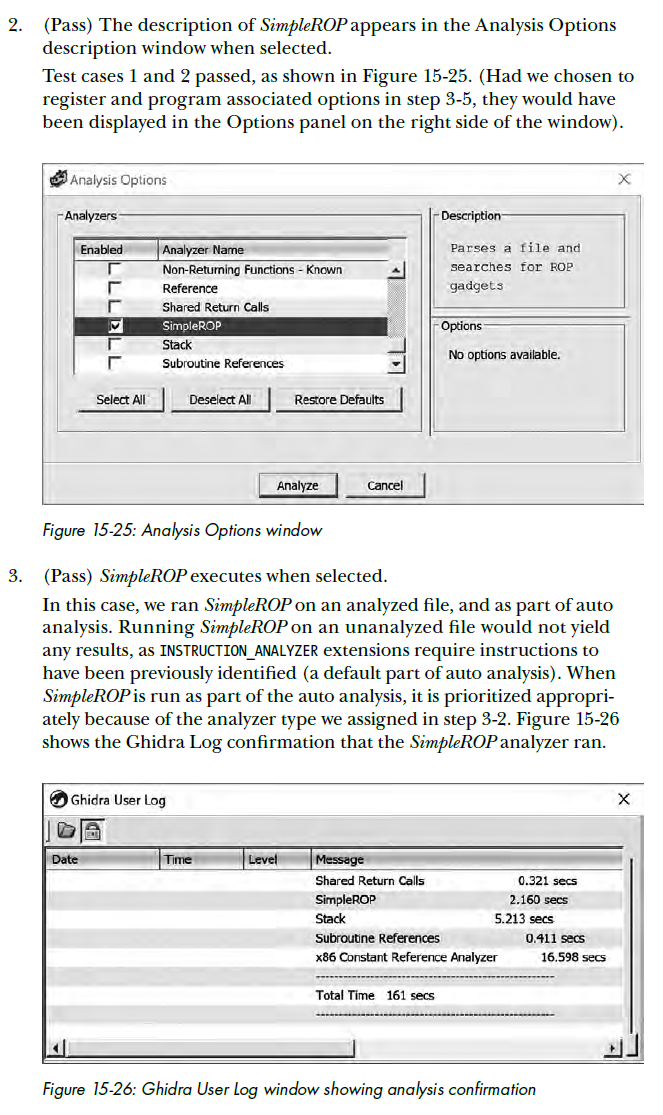 2. (Pass) The description of SimpleROP appears in the Analysis Options
description window when selected.
Test cases 1 and 2 passed, as shown in Figure 15-25. (Had we chosen to
register and program associated options in step 3-5, they would have
been displayed in the Options panel on the right side of the window).
Analysis Options
Analyzers
Enabled Analyzer Name
Non-Returning Functions - Known
Reference
Shared Return Calls
SimpleROP
Stack
Subroutine References
Select All Deselect All Restore Defaults
Description
Parses a file and
searches for ROP
gadgets
Options
No options available.
Analyze Cancel
Figure 15-25: Analysis Options window
3. (Pass) SimpleROP executes when selected.
In this case, we ran SimpleROP on an analyzed file, and as part of auto
analysis. Running SimpleROP on an unanalyzed file would not yield
any results, as INSTRUCTION_ANALYZER extensions require instructions to
have been previously identified (a default part of auto analysis). When
SimpleROP is run as part of the auto analysis, it is prioritized appropri-
ately because of the analyzer type we assigned in step 3-2. Figure 15-26
shows the Ghidra Log confirmation that the SimpleROP analyzer ran.
Ghidra User Log
Date Time Level Message
Shared Return Calls 0.321 secs
SimpleROP 2.160 secs
Stack 5.213 secs
Subroutine References 0.411 secs
x86 Constant Reference Analyzer 16.598 secs
-----------------------------------------------------
Total Time 161 secs
-----------------------------------------------------
Figure 15-26: Ghidra User Log window showing analysis confirmation